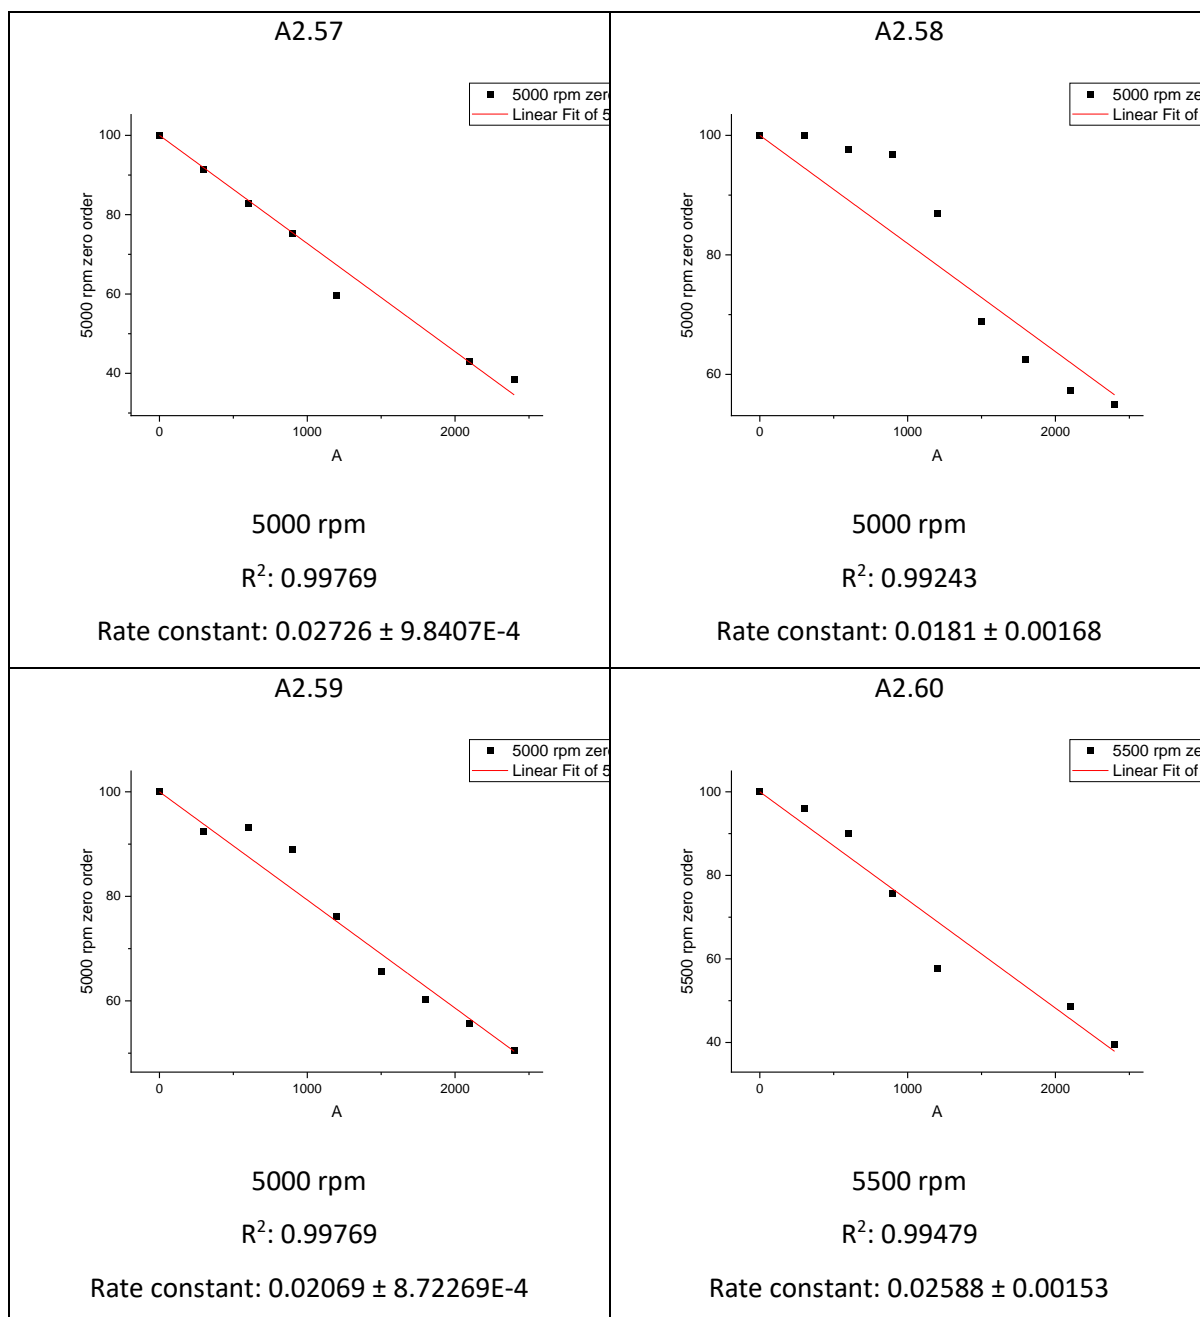 A2.57
5000 rpm zero
Linear Fit of 5
100
80
60
40
5000 rpm zero order
0
1000
2000
A
5000 rpm
R²: 0.99769
Rate constant: 0.02726 ± 9.8407E-4
A2.58
5000 rpm ze
Linear Fit of
100
80
60
5000 rpm zero order
0
1000
2000
A
5000 rpm
R²: 0.99243
Rate constant: 0.0181 ± 0.00168
A2.59
5000 rpm zer
Linear Fit of 5
100
80
60
5000 rpm zero order
0
1000
2000
A
5000 rpm
R²: 0.99769
Rate constant: 0.02069 ± 8.72269E-4
A2.60
5500 rpm ze
Linear Fit of
100
80
60
40
5500 rpm zero order
0
1000
2000
A
5500 rpm
R²: 0.99479
Rate constant: 0.02588 ± 0.00153